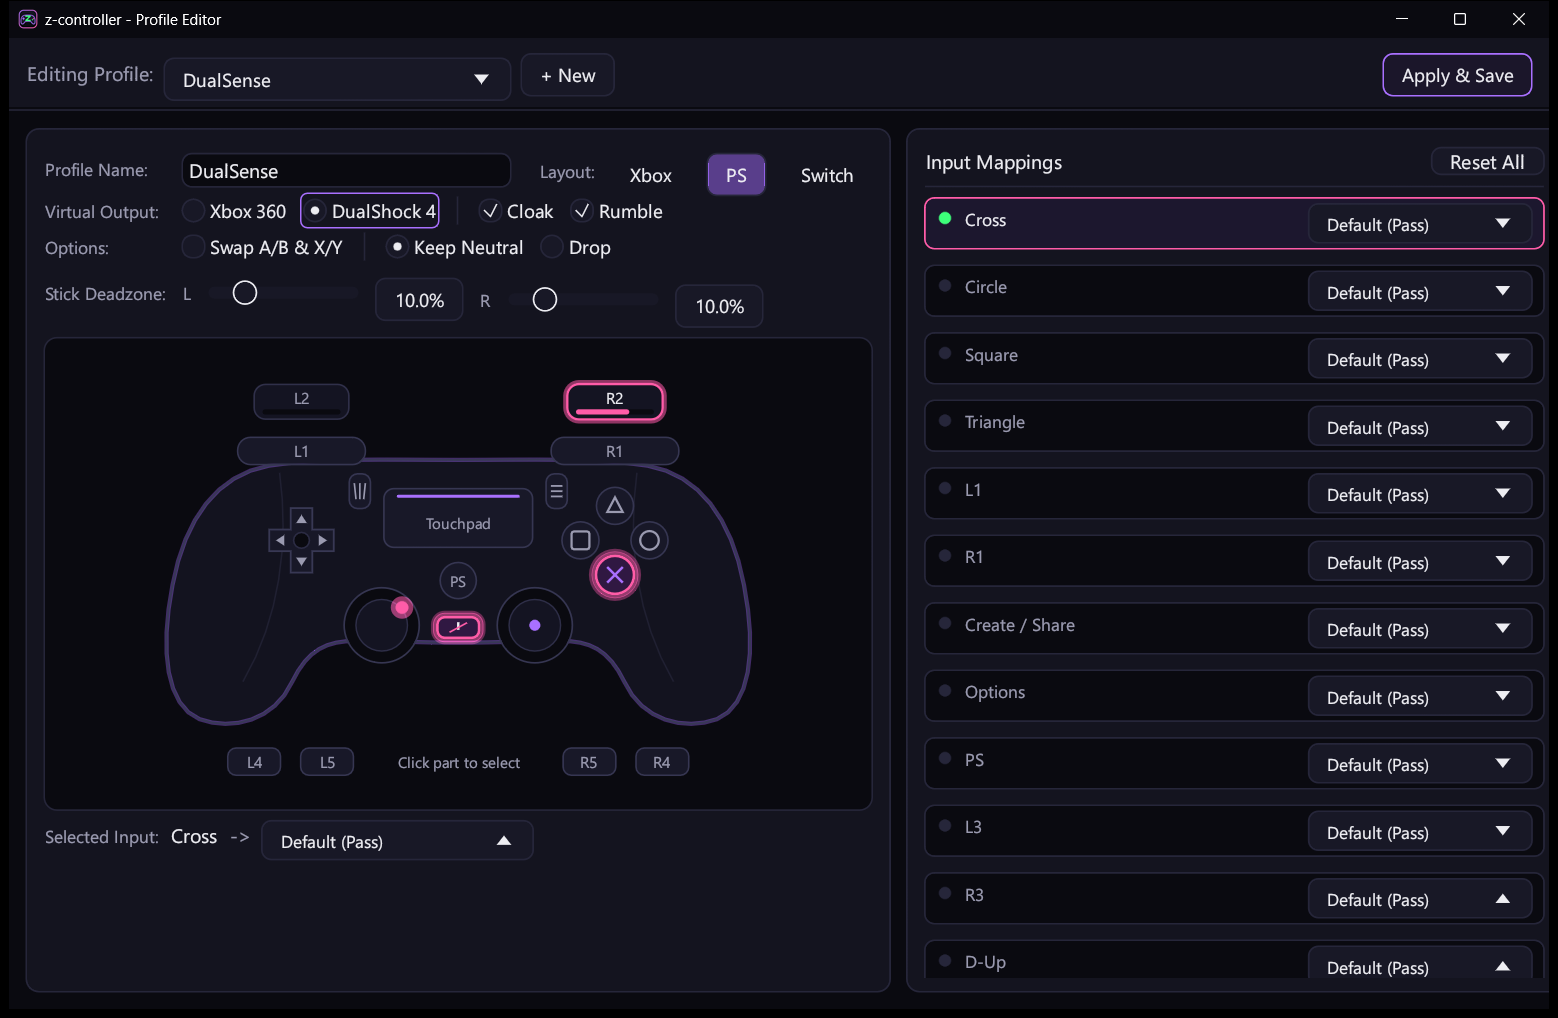 z-controller - Profile Editor
Editing Profile: DualSense + New Apply & Save
Profile Name: DualSense Layout: Xbox PS Switch
Virtual Output: Xbox 360 DualShock 4 Cloak Rumble
Options: Swap A/B & X/Y Keep Neutral Drop
Stick Deadzone: L 10.0% R 10.0%
L2 R2
L1 R1
Touchpad
PS
L4 L5 Click part to select R5 R4
Selected Input: Cross -> Default (Pass)
Input Mappings Reset All
Cross Default (Pass)
Circle Default (Pass)
Square Default (Pass)
Triangle Default (Pass)
L1 Default (Pass)
R1 Default (Pass)
Create / Share Default (Pass)
Options Default (Pass)
PS Default (Pass)
L3 Default (Pass)
R3 Default (Pass)
D-Up Default (Pass)